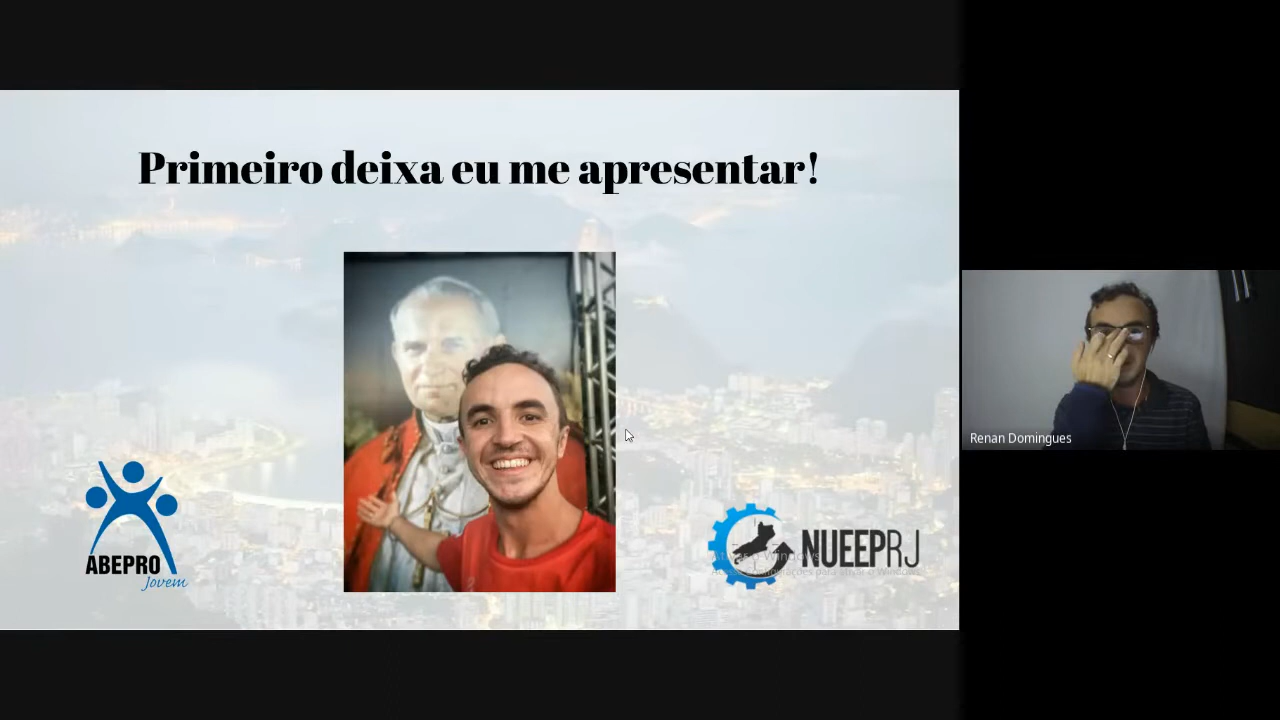 Primeiro deixa eu me apresentar!
ABEPRO
Jovem
NUEEPRJ
Renan Domingues